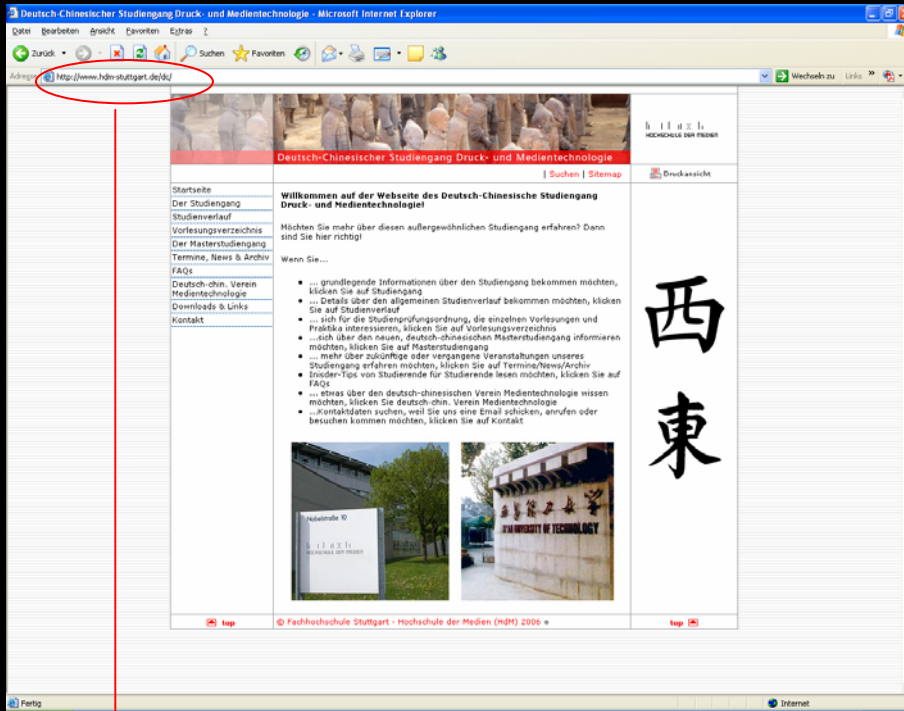 Deutsch-Chinesischer Studiengang Druck- und Medientechnologie - Microsoft Internet Explorer
Datei Bearbeiten Ansicht Favoriten Extras ?
Zurück Suchen Favoriten
Adresse http://www.hdm-stuttgart.de/dc/ Wechseln zu Links »
HOCHSCHULE DER MEDIEN
Deutsch-Chinesischer Studiengang Druck- und Medientechnologie
| Suchen | Sitemap
Druckansicht
Startseite
Der Studiengang
Studienverlauf
Vorlesungsverzeichnis
Der Masterstudiengang
Termine, News & Archiv
FAQs
Deutsch-chin. Verein
Medientechnologie
Downloads & Links
Kontakt
Willkommen auf der Webseite des Deutsch-Chinesische Studiengang
Druck- und Medientechnologie!
Möchten Sie mehr über diesen außergewöhnlichen Studiengang erfahren? Dann
sind Sie hier richtig!
Wenn Sie...
... grundlegende Informationen über den Studiengang bekommen möchten,
klicken Sie auf Studiengang
... Details über den allgemeinen Studienverlauf bekommen möchten, klicken
Sie auf Studienverlauf
... sich für die Studienprüfungsordnung, die einzelnen Vorlesungen und
Praktika interessieren, klicken Sie auf Vorlesungsverzeichnis
...sich über den neuen, deutsch-chinesischen Masterstudiengang informieren
möchten, klicken Sie auf Masterstudiengang
... mehr über zukünftige oder vergangene Veranstaltungen unseres
Studiengang erfahren möchten, klicken Sie auf Termine/News/Archiv
Inisder-Tips von Studierende für Studierende lesen möchten, klicken Sie auf
FAQs
... etwas über den deutsch-chinesischen Verein Medientechnologie wissen
möchten, klicken Sie deutsch-chin. Verein Medientechnologie
...Kontaktdaten suchen, weil Sie uns eine Email schicken, anrufen oder
besuchen kommen möchten, klicken Sie auf Kontakt
西
東
Nobelstraße 10
HOCHSCHULE DER MEDIEN
西安理工大学
XI'AN UNIVERSITY OF TECHNOLOGY
top
© Fachhochschule Stuttgart - Hochschule der Medien (HdM) 2006
top
Fertig
Internet